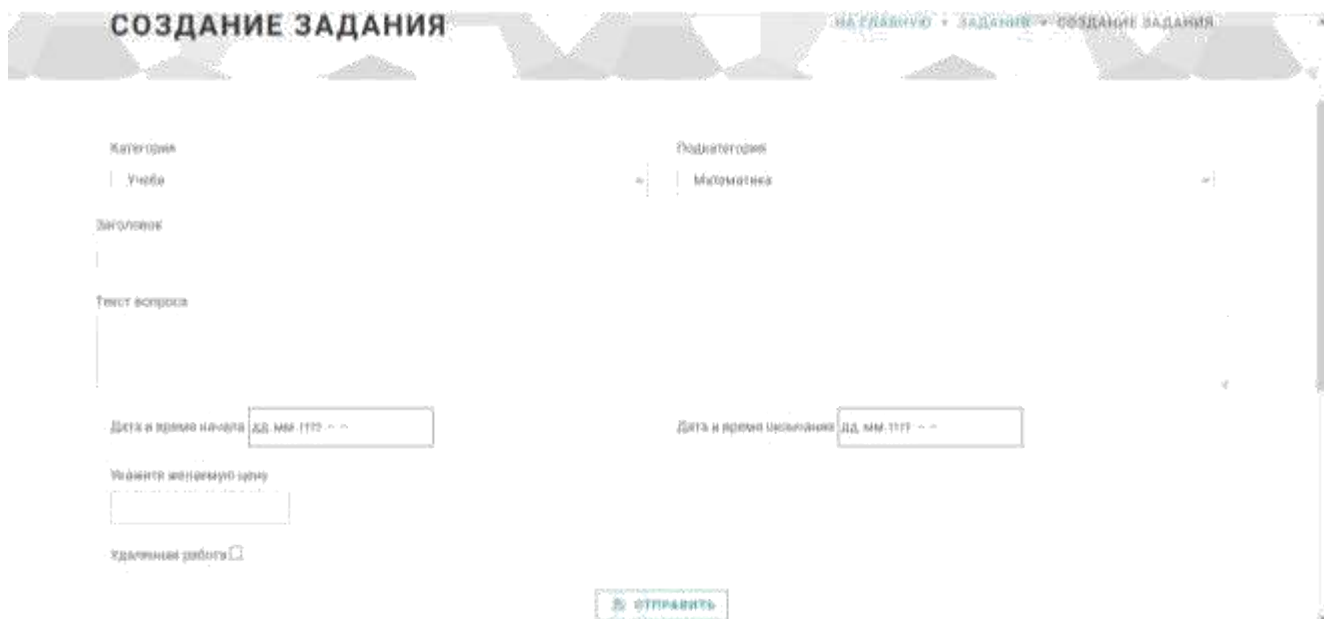 СОЗДАНИЕ ЗАДАНИЯ
НА ГЛАВНУЮ • ЗАДАНИЯ • СОЗДАНИЕ ЗАДАНИЯ
Категория
Подкатегория
Учеба
Математика
Заголовок
Текст вопроса
Дата и время начала дд.мм.гггг --:--
Дата и время окончания дд.мм.гггг --:--
Укажите желаемую цену
Удаленная работа
ОТПРАВИТЬ